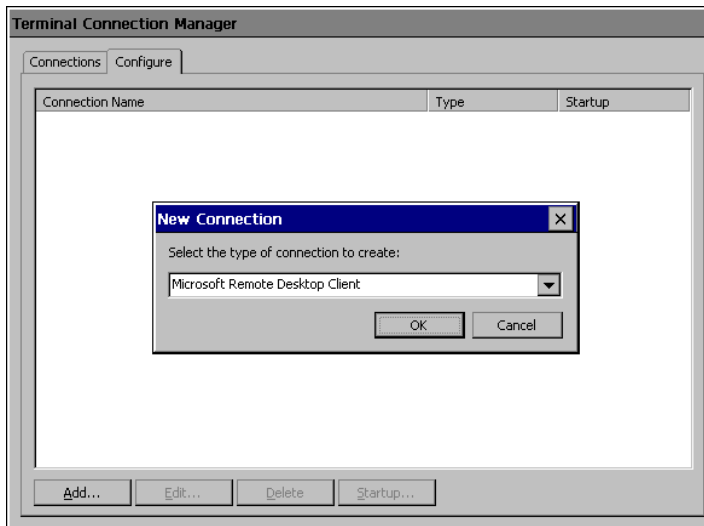 Terminal Connection Manager
Connections Configure
Connection Name Type Startup
New Connection
Select the type of connection to create:
Microsoft Remote Desktop Client
OK Cancel
Add... Edit... Delete Startup...